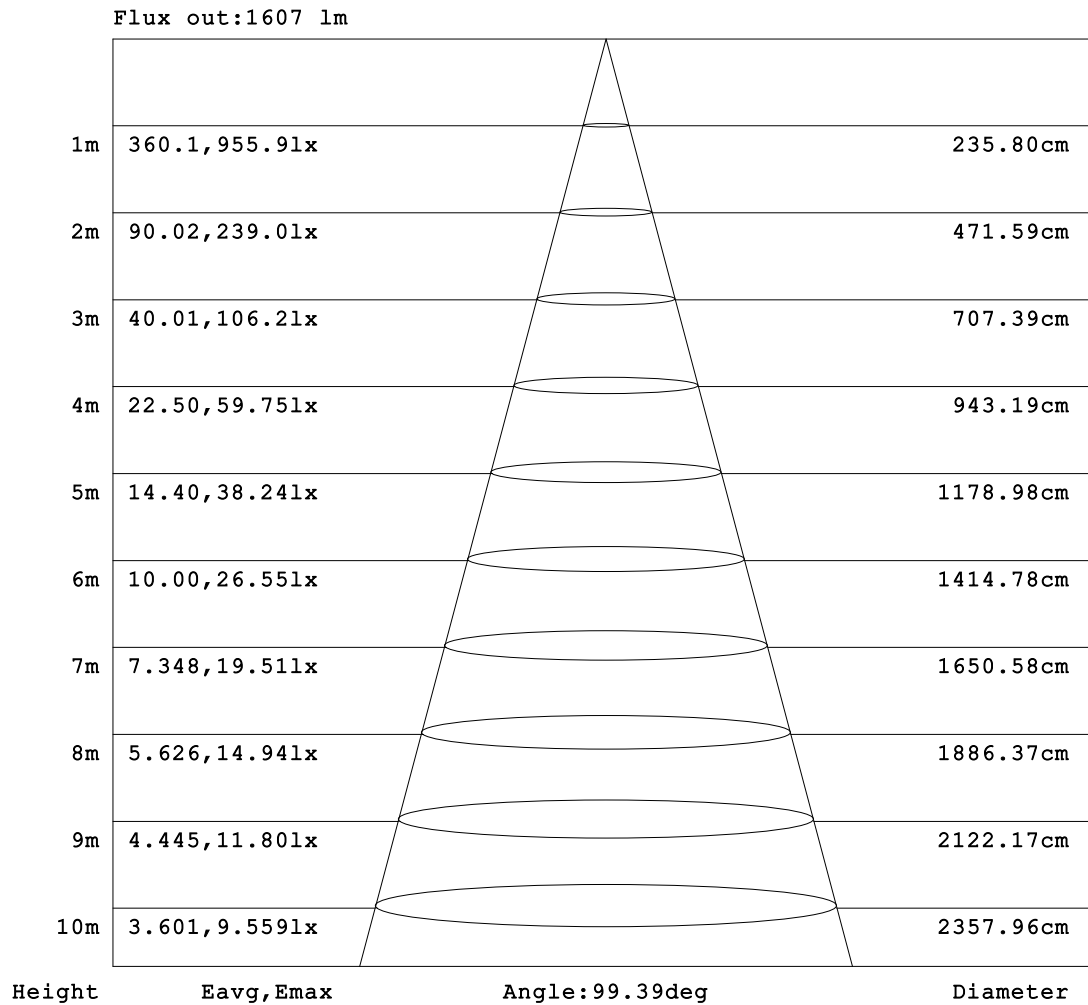 Flux out:1607 lm
1m 360.1,955.9lx 235.80cm
2m 90.02,239.0lx 471.59cm
3m 40.01,106.2lx 707.39cm
4m 22.50,59.75lx 943.19cm
5m 14.40,38.24lx 1178.98cm
6m 10.00,26.55lx 1414.78cm
7m 7.348,19.51lx 1650.58cm
8m 5.626,14.94lx 1886.37cm
9m 4.445,11.80lx 2122.17cm
10m 3.601,9.559lx 2357.96cm
Height Eavg,Emax Angle:99.39deg Diameter